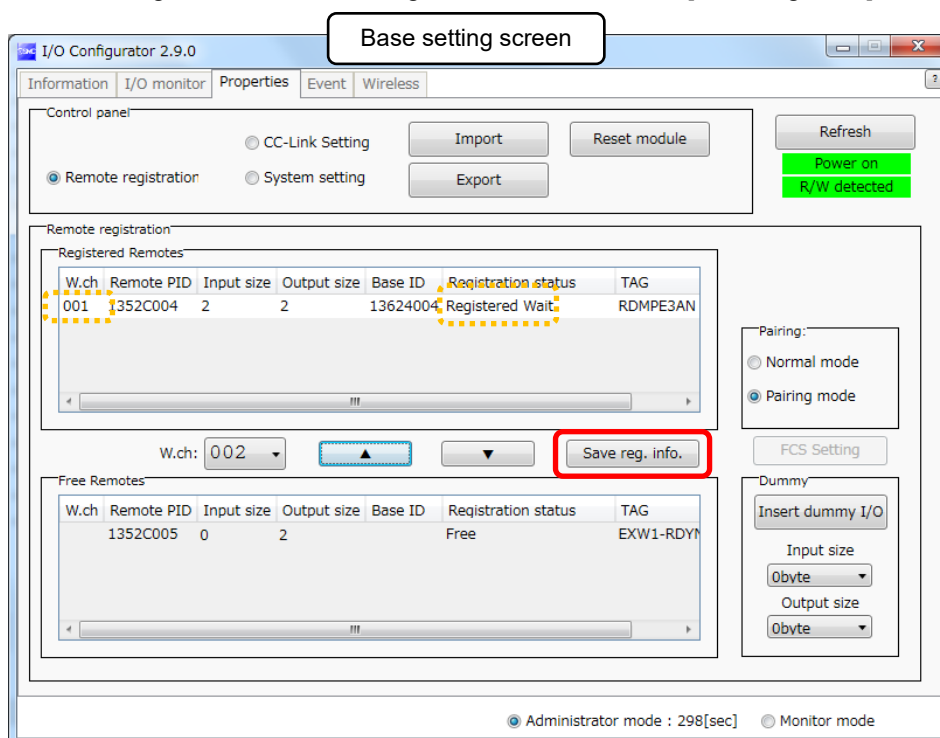 Base setting screen
I/O Configurator 2.9.0
Information I/O monitor Properties Event Wireless
?
Control panel
CC-Link Setting Import Reset module Refresh
Power on
Remote registration System setting Export
R/W detected
Remote registration
Registered Remotes
W.ch Remote PID Input size Output size Base ID Registration status TAG
001 1352C004 2 2 13624004 Registered Wait RDMPE3AN
Pairing:
Normal mode
Pairing mode
W.ch: 002 ▲ ▼ Save reg. info. FCS Setting
Free Remotes
Dummy
W.ch Remote PID Input size Output size Base ID Registration status TAG
Insert dummy I/O
1352C005 0 2 Free EXW1-RDYN
Input size
0byte
Output size
0byte
Administrator mode : 298[sec] Monitor mode